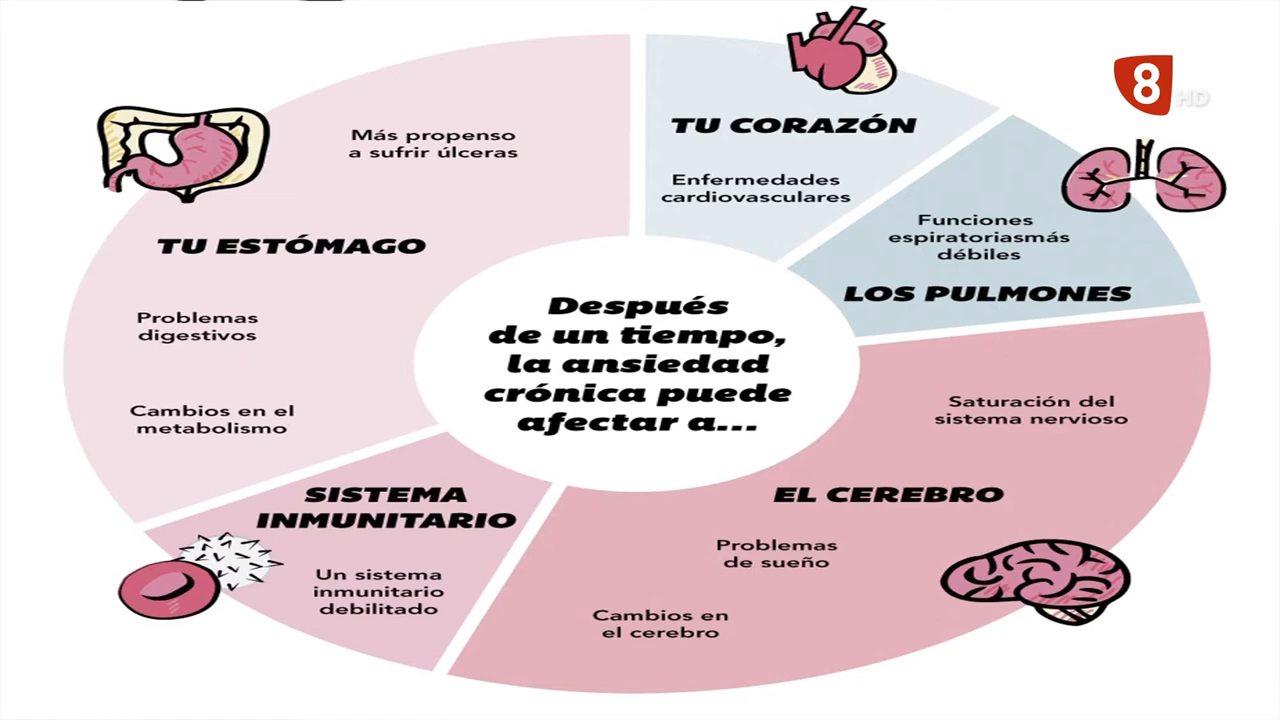 Después
de un tiempo,
la ansiedad
crónica puede
afectar a...
TU CORAZÓN
Enfermedades
cardiovasculares
Funciones
espiratoriasmás
débiles
LOS PULMONES
Saturación del
sistema nervioso
EL CEREBRO
Problemas
de sueño
Cambios en
el cerebro
SISTEMA
INMUNITARIO
Un sistema
inmunitario
debilitado
Más propenso
a sufrir úlceras
TU ESTÓMAGO
Problemas
digestivos
Cambios en el
metabolismo
8
HD